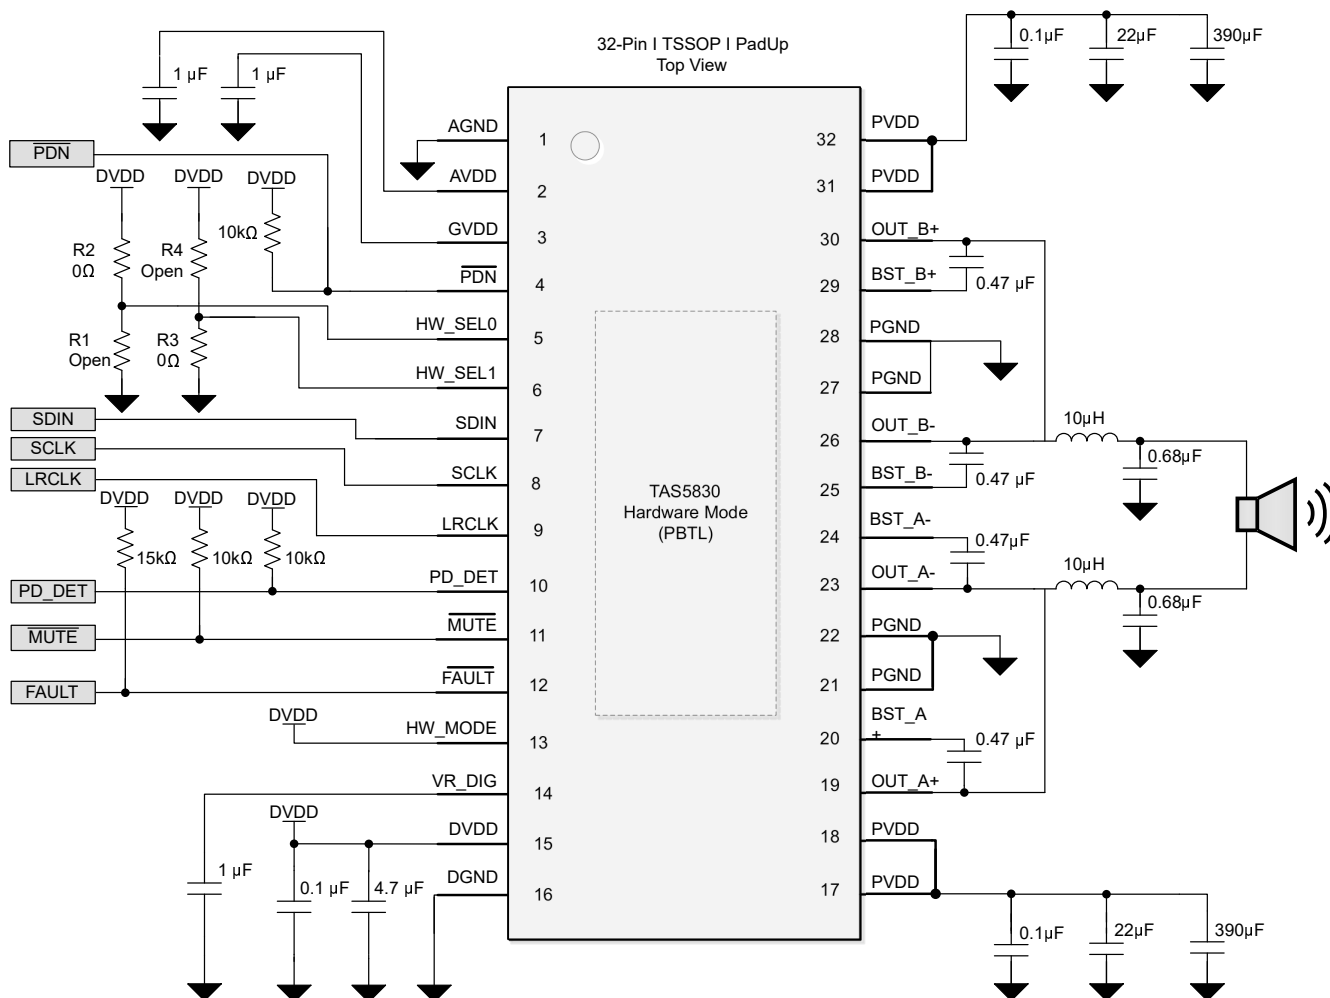 32-Pin I TSSOP I PadUp
Top View
1 µF
1 µF
0.1µF
22µF
390µF
PDN
DVDD
DVDD
DVDD
R2
0Ω
R4
Open
10kΩ
R1
Open
R3
0Ω
AGND
AVDD
GVDD
PDN
HW_SEL0
HW_SEL1
SDIN
SCLK
LRCLK
PD_DET
MUTE
FAULT
HW_MODE
VR_DIG
DVDD
DGND
1
2
3
4
5
6
7
8
9
10
11
12
13
14
15
16
SDIN
SCLK
LRCLK
DVDD
DVDD
DVDD
15kΩ
10kΩ
10kΩ
PD_DET
MUTE
FAULT
DVDD
DVDD
1 µF
0.1 µF
4.7 µF
TAS5830
Hardware Mode
(PBTL)
32
31
30
29
28
27
26
25
24
23
22
21
20
19
18
17
PVDD
PVDD
OUT_B+
BST_B+
PGND
PGND
OUT_B-
BST_B-
BST_A-
OUT_A-
PGND
PGND
BST_A
+
OUT_A+
PVDD
PVDD
0.47 µF
0.47 µF
0.47µF
0.47 µF
10µH
0.68µF
10µH
0.68µF
0.1µF
22µF
390µF